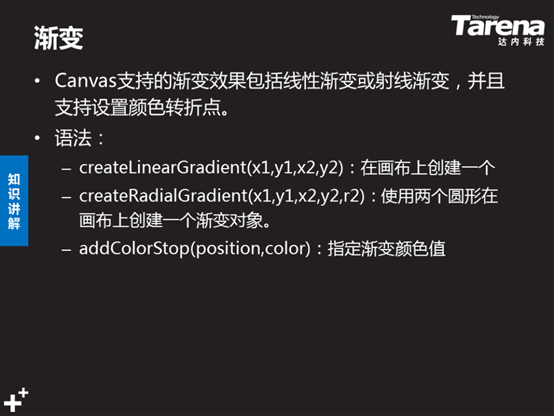 渐变
Technology
Tarena
达内科技
• Canvas支持的渐变效果包括线性渐变或射线渐变，并且
支持设置颜色转折点。
• 语法：
– createLinearGradient(x1,y1,x2,y2)：在画布上创建一个
– createRadialGradient(x1,y1,x2,y2,r2)：使用两个圆形在
画布上创建一个渐变对象。
– addColorStop(position,color)：指定渐变颜色值
知识讲解